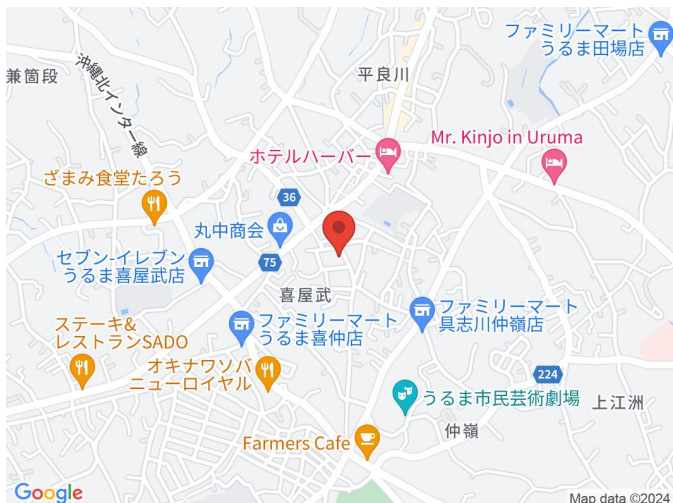 ファミリーマート
うるま田場店
平良川
兼箇段
沖縄北インター線
Mr. Kinjo in Uruma
ホテルハーバー
ざまみ食堂たろう
36
丸中商会
セブン-イレブン
うるま喜屋武店
75
喜屋武
ファミリーマート
具志川仲嶺店
ステーキ&
レストランSADO
ファミリーマート
うるま喜仲店
オキナワソバ
ニューロイヤル
224
うるま市民芸術劇場
上江洲
仲嶺
Farmers Cafe
Google
Map data ©2024